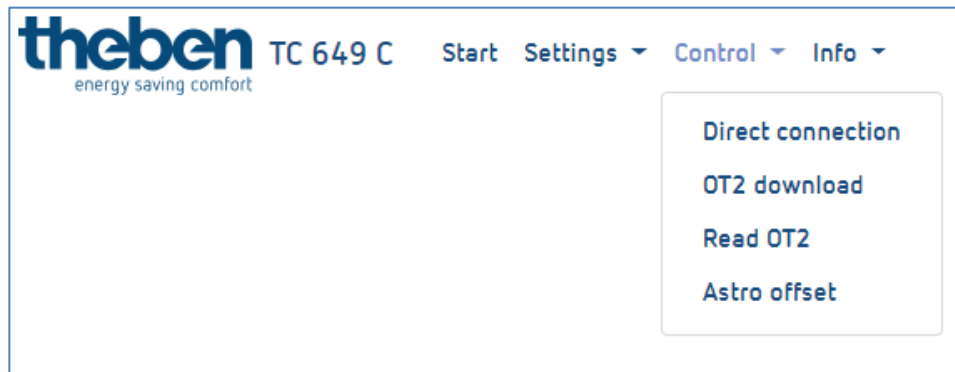 theben
energy saving comfort
TC 649 C
Start
Settings
Control
Info
Direct connection
OT2 download
Read OT2
Astro offset